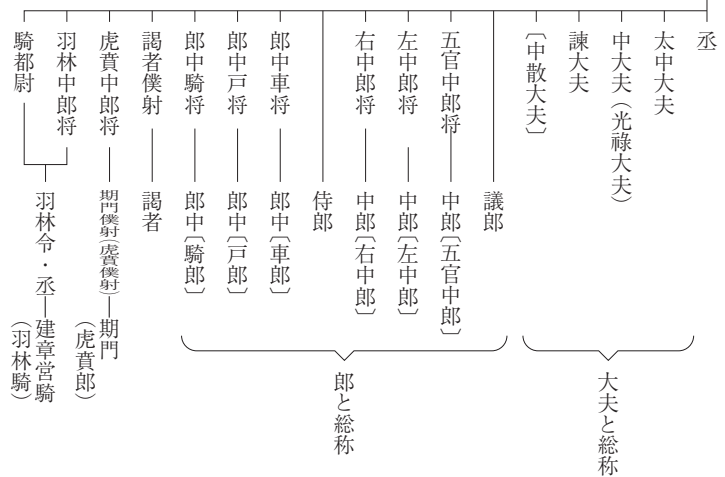 丞
太中大夫
中大夫（光祿大夫）
諫大夫
〔中散大夫〕
大夫と総称
議郎
五官中郎将
中郎〔五官中郎〕
左中郎将
中郎〔左中郎〕
右中郎将
中郎〔右中郎〕
侍郎
郎中車将
郎中〔車郎〕
郎中戸将
郎中〔戸郎〕
郎中騎将
郎中〔騎郎〕
郎と総称
謁者僕射
謁者
虎賁中郎将
期門僕射（虎賁僕射）
期門
（虎賁郎）
羽林中郎将
騎都尉
羽林令・丞
建章営騎
（羽林騎）